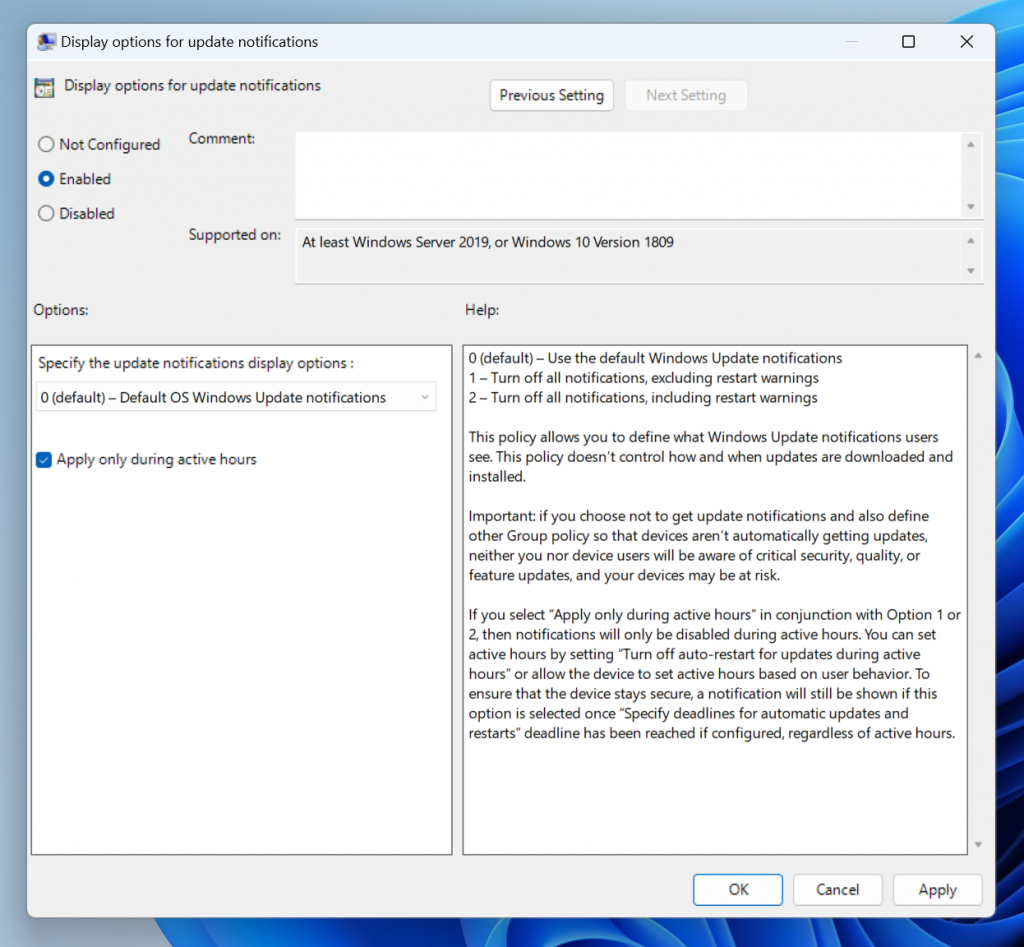 Display options for update notifications
Display options for update notifications
Previous Setting
Next Setting
Not Configured
Enabled
Disabled
Comment:
Supported on:
At least Windows Server 2019, or Windows 10 Version 1809
Options:
Help:
Specify the update notifications display options :
0 (default) – Default OS Windows Update notifications
Apply only during active hours
0 (default) – Use the default Windows Update notifications
1 – Turn off all notifications, excluding restart warnings
2 – Turn off all notifications, including restart warnings
This policy allows you to define what Windows Update notifications users
see. This policy doesn’t control how and when updates are downloaded and
installed.
Important: if you choose not to get update notifications and also define
other Group policy so that devices aren’t automatically getting updates,
neither you nor device users will be aware of critical security, quality, or
feature updates, and your devices may be at risk.
If you select “Apply only during active hours” in conjunction with Option 1 or
2, then notifications will only be disabled during active hours. You can set
active hours by setting “Turn off auto-restart for updates during active
hours” or allow the device to set active hours based on user behavior. To
ensure that the device stays secure, a notification will still be shown if this
option is selected once “Specify deadlines for automatic updates and
restarts” deadline has been reached if configured, regardless of active hours.
OK
Cancel
Apply